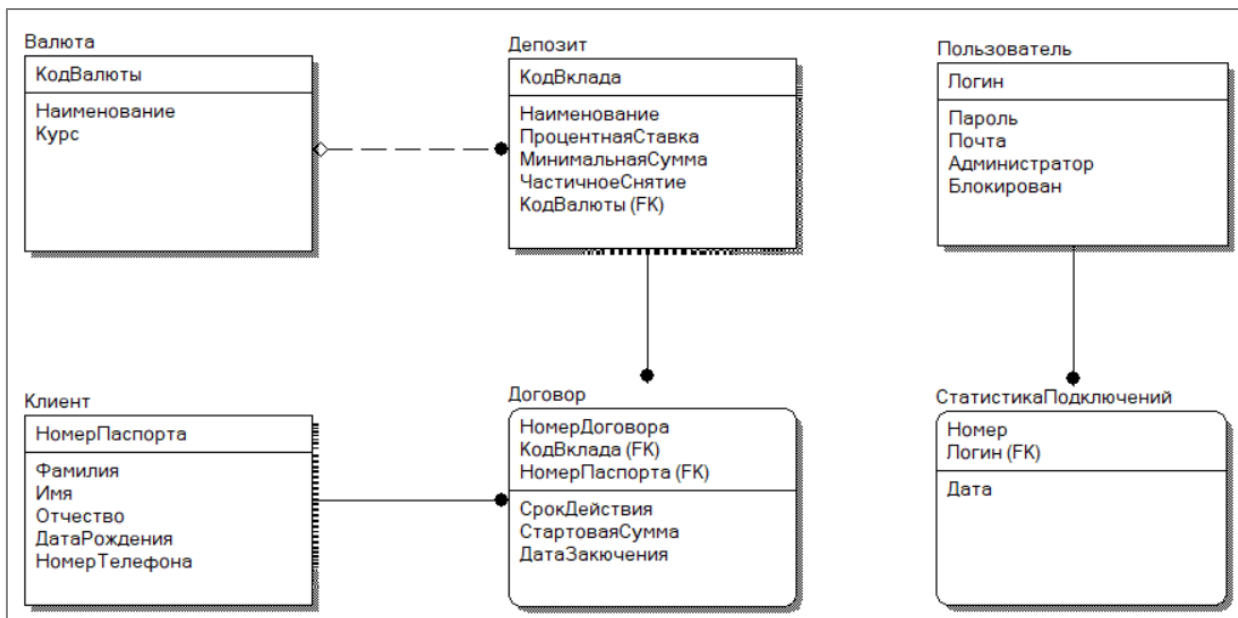 Валюта
КодВалюты
Наименование
Курс
Депозит
КодВклада
Наименование
ПроцентнаяСтавка
МинимальнаяСумма
ЧастичноеСнятие
КодВалюты (FK)
Пользователь
Логин
Пароль
Почта
Администратор
Блокирован
Клиент
НомерПаспорта
Фамилия
Имя
Отчество
ДатаРождения
НомерТелефона
Договор
НомерДоговора
КодВклада (FK)
НомерПаспорта (FK)
СрокДействия
СтартоваяСумма
ДатаЗакючения
СтатистикаПодключений
Номер
Логин (FK)
Дата